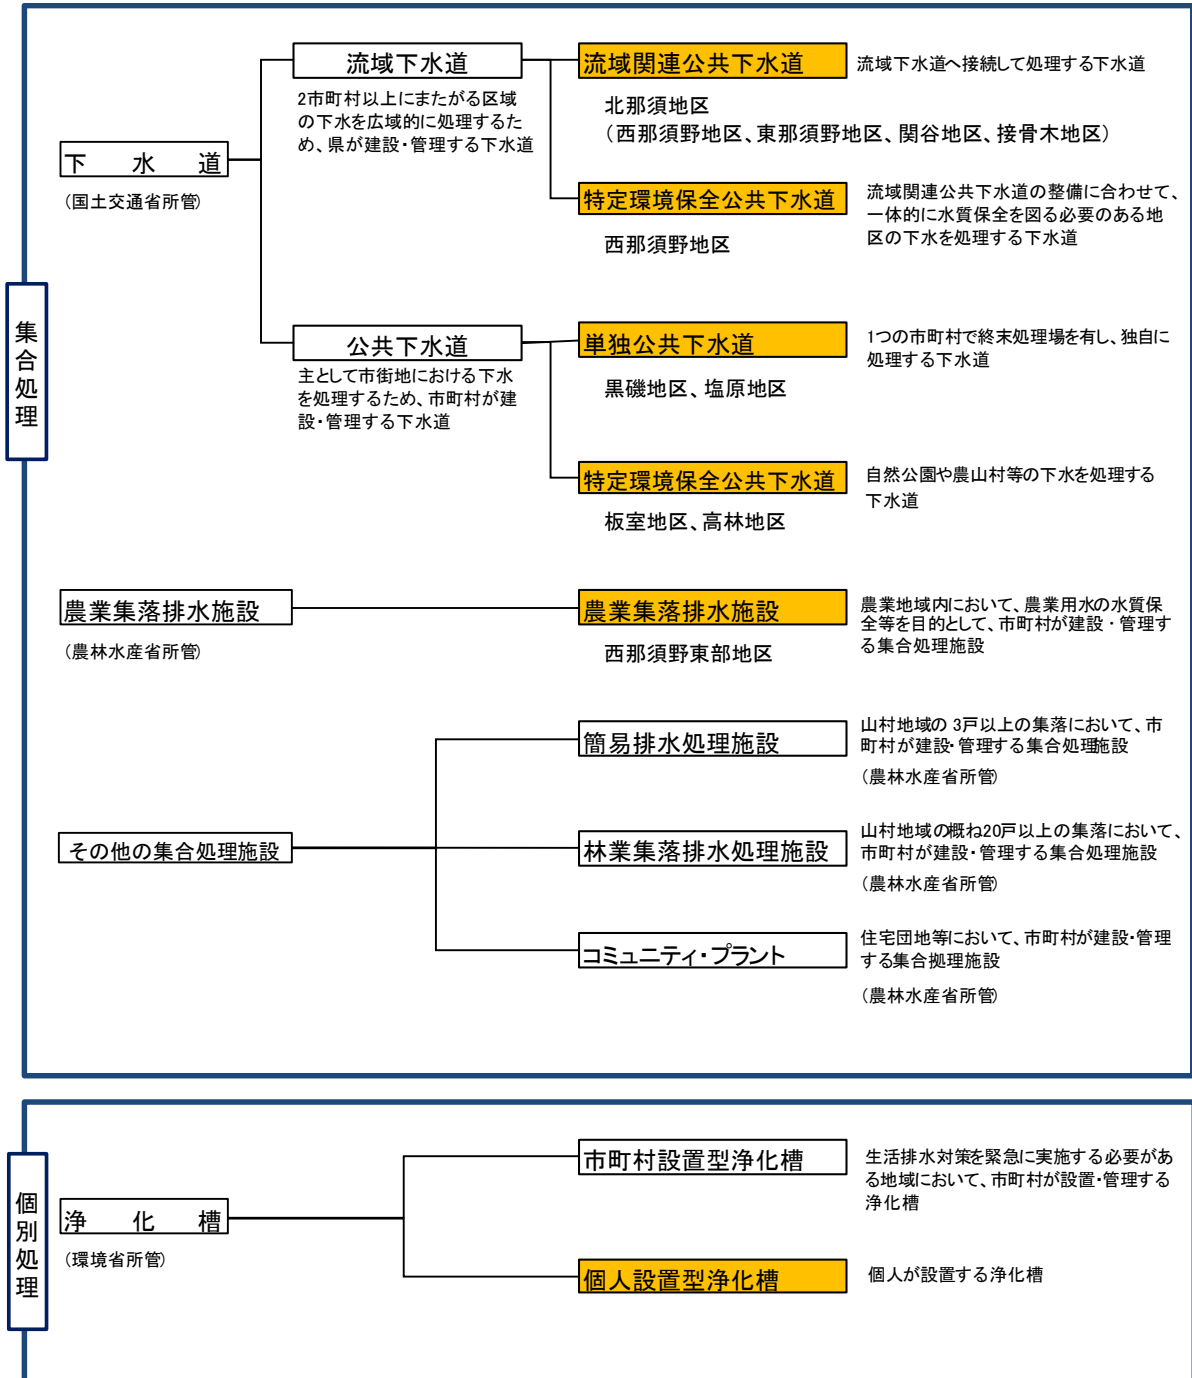 集合処理
下水道
(国土交通省所管)
流域下水道
2市町村以上にまたがる区域
の下水を広域的に処理するた
め、県が建設・管理する下水道
流域関連公共下水道
流域下水道へ接続して処理する下水道
北那須地区
(西那須野地区、東那須野地区、関谷地区、接骨木地区)
特定環境保全公共下水道
流域関連公共下水道の整備に合わせて、
一体的に水質保全を図る必要のある地
区の下水を処理する下水道
西那須野地区
公共下水道
主として市街地における下水
を処理するため、市町村が建
設・管理する下水道
単独公共下水道
1つの市町村で終末処理場を有し、独自に
処理する下水道
黒磯地区、塩原地区
特定環境保全公共下水道
自然公園や農山村等の下水を処理する
下水道
板室地区、高林地区
農業集落排水施設
(農林水産省所管)
農業集落排水施設
農業地域内において、農業用水の水質保
全等を目的として、市町村が建設・管理す
る集合処理施設
西那須野東部地区
その他の集合処理施設
簡易排水処理施設
山村地域の 3戸以上の集落において、市
町村が建設・管理する集合処理施設
(農林水産省所管)
林業集落排水処理施設
山村地域の概ね20戸以上の集落において、
市町村が建設・管理する集合処理施設
(農林水産省所管)
コミュニティ・プラント
住宅団地等において、市町村が建設・管理
する集合拠理施設
(農林水産省所管)
個別処理
浄化槽
(環境省所管)
市町村設置型浄化槽
生活排水対策を緊急に実施する必要があ
る地域において、市町村が設置・管理する
浄化槽
個人設置型浄化槽
個人が設置する浄化槽